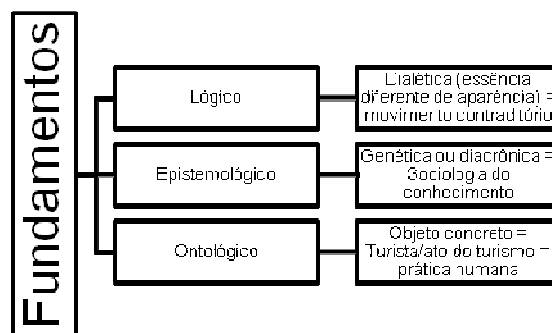 Fundamentos
Lógico
Dialética (essência
diferente de aparência) =
movimento contraditório
Epistemológico
Genética ou diacrônica =
Sociologia do
conhecimento
Ontológico
Objeto concreto =
Turista/ato do turismo =
prática humana